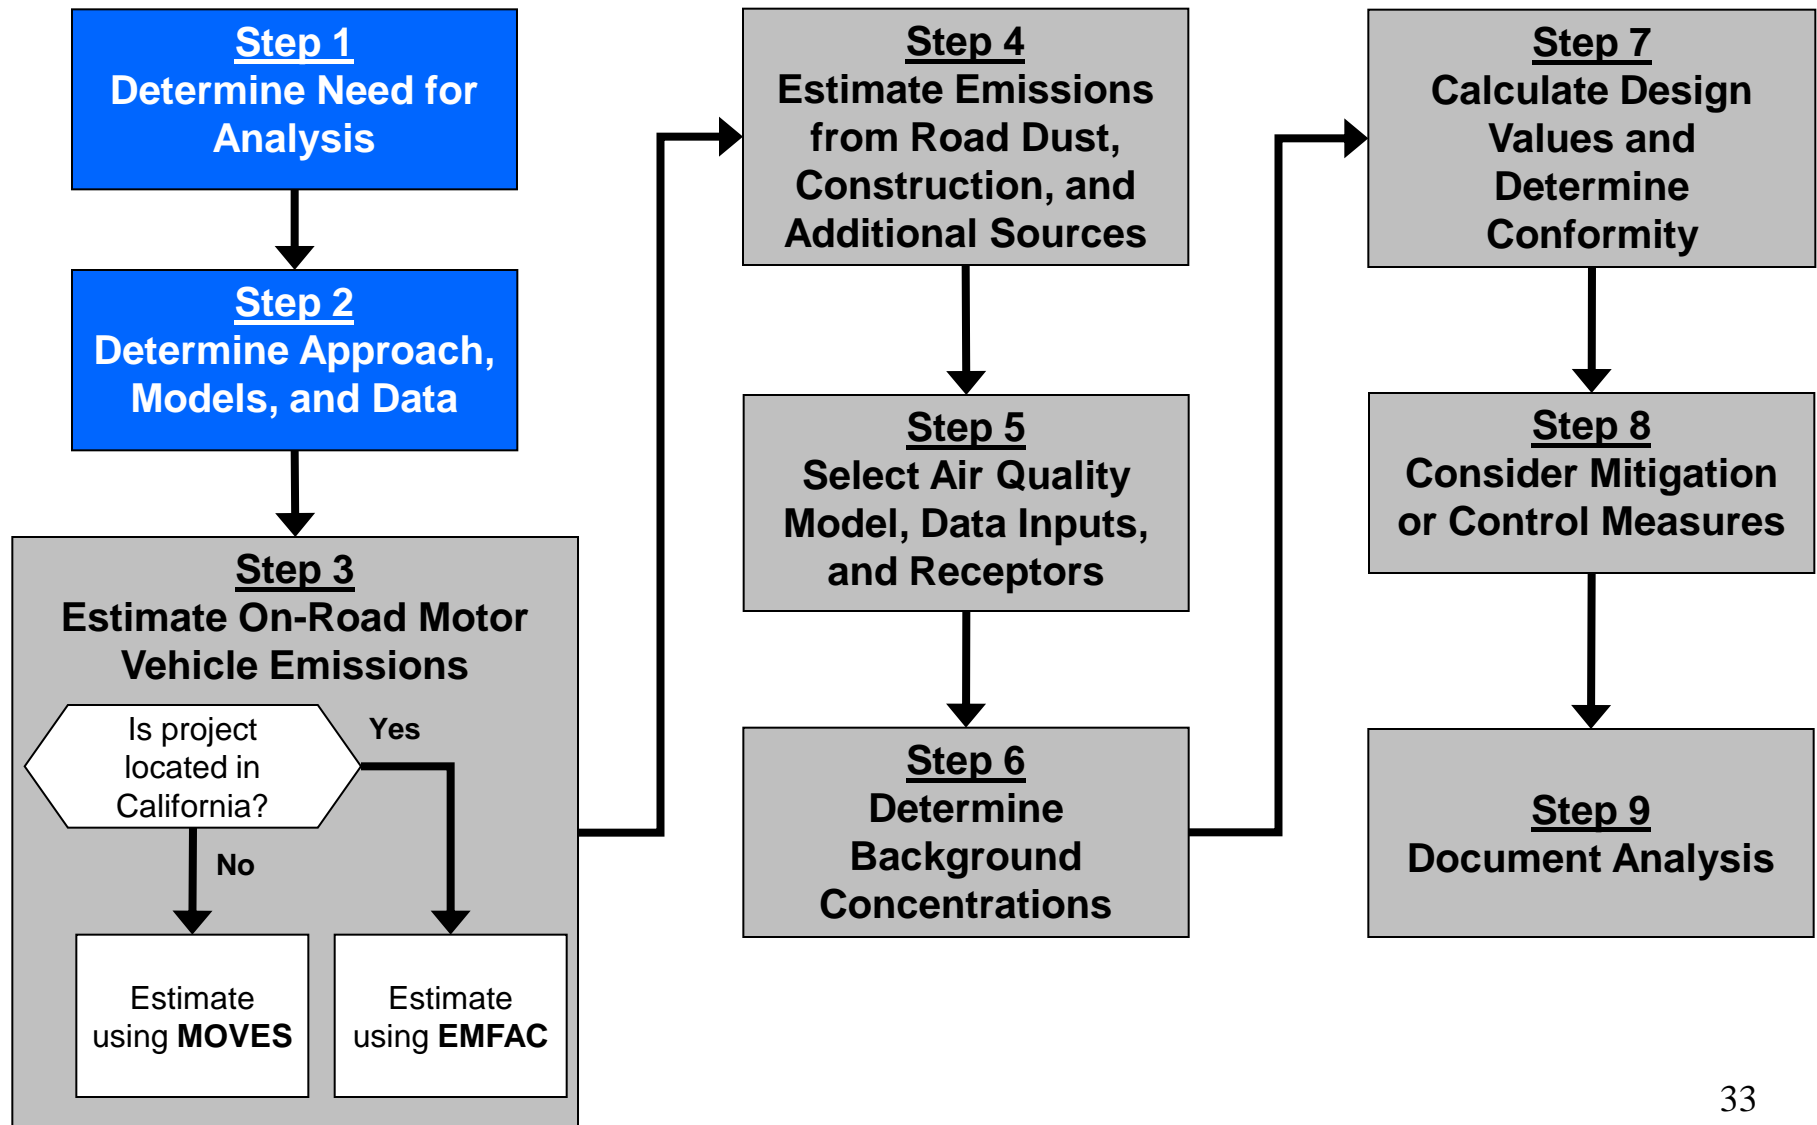 Step 1
Determine Need for
Analysis
Step 2
Determine Approach,
Models, and Data
Step 3
Estimate On-Road Motor
Vehicle Emissions
Is project
located in
California?
Yes
No
Estimate
using MOVES
Estimate
using EMFAC
Step 4
Estimate Emissions
from Road Dust,
Construction, and
Additional Sources
Step 5
Select Air Quality
Model, Data Inputs,
and Receptors
Step 6
Determine
Background
Concentrations
Step 7
Calculate Design
Values and
Determine
Conformity
Step 8
Consider Mitigation
or Control Measures
Step 9
Document Analysis
33